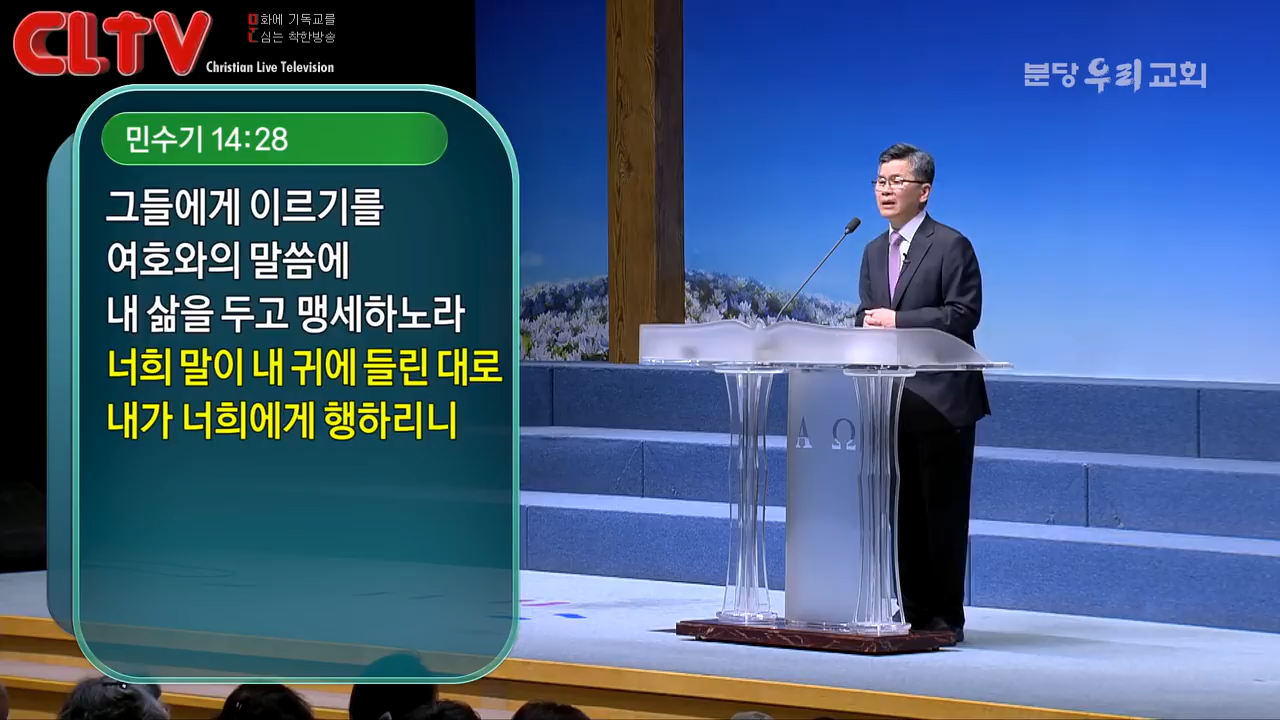 CLTV
문화에 기독교를
심는 착한방송
Christian Live Television
분당우리교회
민수기 14:28
그들에게 이르기를
여호와의 말씀에
내 삶을 두고 맹세하노라
너희 말이 내 귀에 들린 대로
내가 너희에게 행하리니
Α Ω